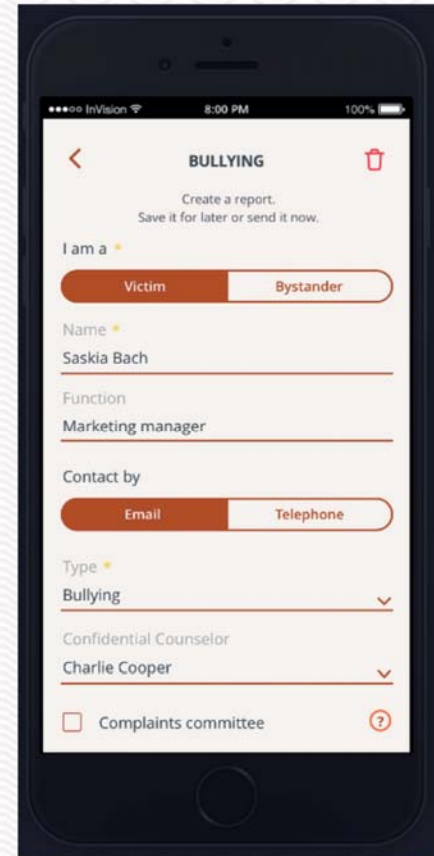 InVision 8:00 PM 100%
BULLYING
Create a report.
Save it for later or send it now.
I am a *
Victim Bystander
Name *
Saskia Bach
Function
Marketing manager
Contact by
Email Telephone
Type *
Bullying
Confidential Counselor
Charlie Cooper
Complaints committee ?